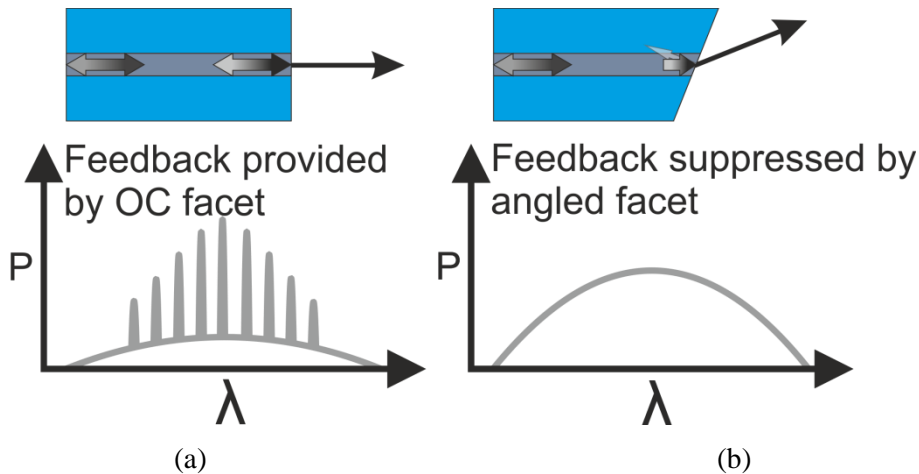 Feedback provided
by OC facet
P
λ
(a)
Feedback suppressed by
angled facet
P
λ
(b)